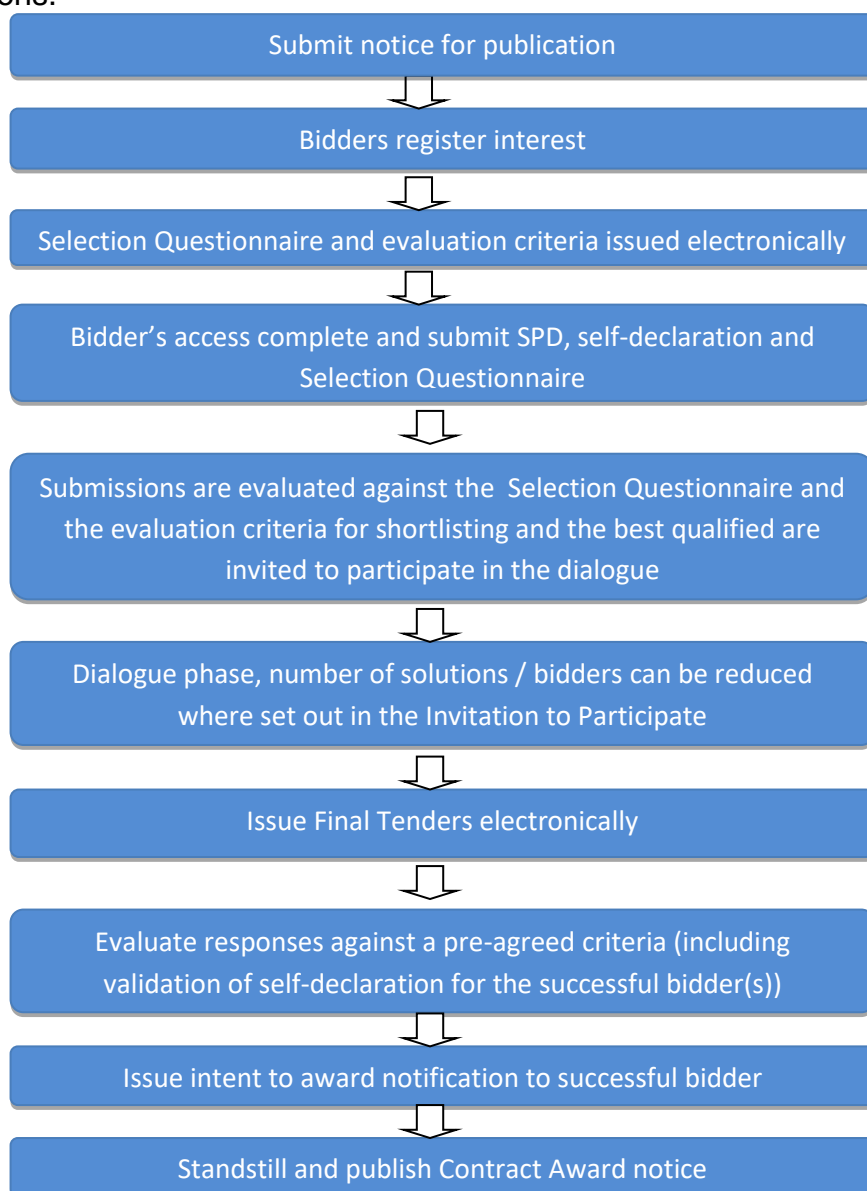 ons.
Submit notice for publication
Bidders register interest
Selection Questionnaire and evaluation criteria issued electronically
Bidder’s access complete and submit SPD, self-declaration and
Selection Questionnaire
Submissions are evaluated against the Selection Questionnaire and
the evaluation criteria for shortlisting and the best qualified are
invited to participate in the dialogue
Dialogue phase, number of solutions / bidders can be reduced
where set out in the Invitation to Participate
Issue Final Tenders electronically
Evaluate responses against a pre-agreed criteria (including
validation of self-declaration for the successful bidder(s))
Issue intent to award notification to successful bidder
Standstill and publish Contract Award notice